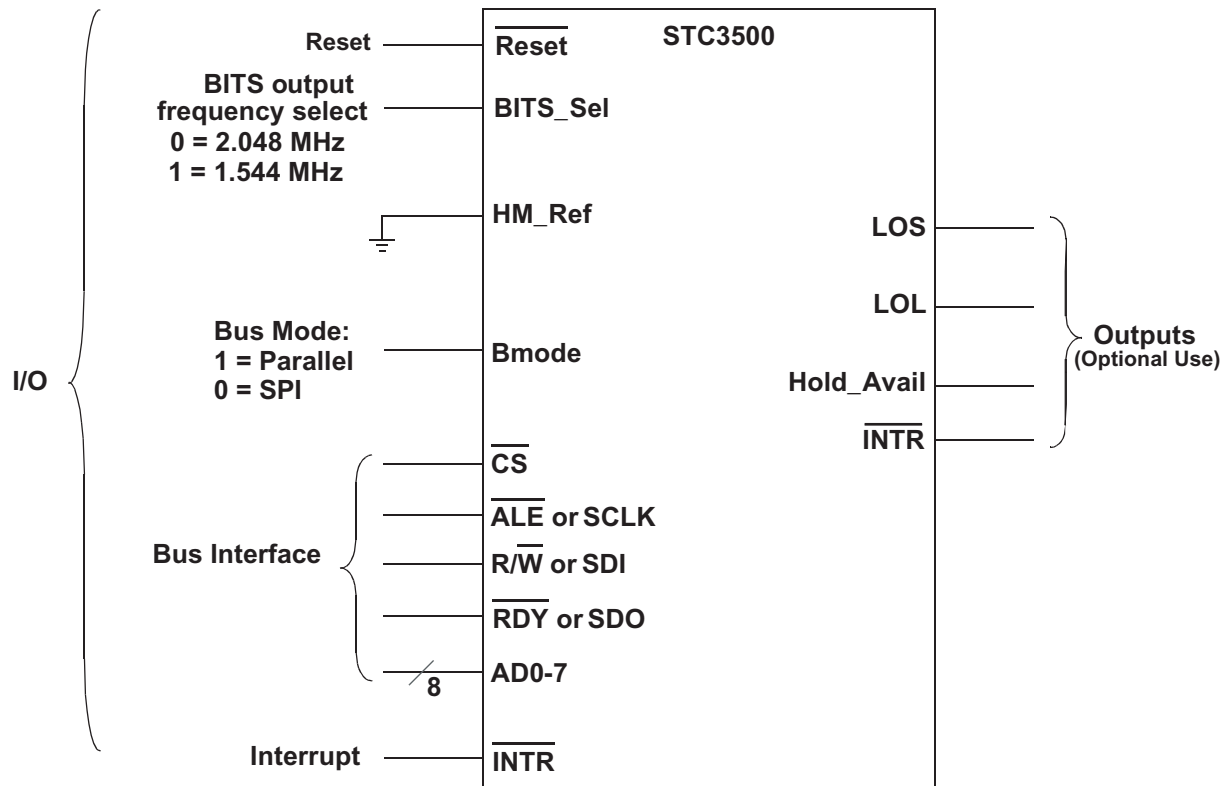 STC3500
Reset
Reset
BITS output
frequency select
0 = 2.048 MHz
1 = 1.544 MHz
BITS_Sel
HM_Ref
Bus Mode:
1 = Parallel
0 = SPI
Bmode
I/O
CS
ALE or SCLK
Bus Interface
R/W or SDI
RDY or SDO
8
AD0-7
Interrupt
INTR
LOS
LOL
Hold_Avail
INTR
Outputs
(Optional Use)